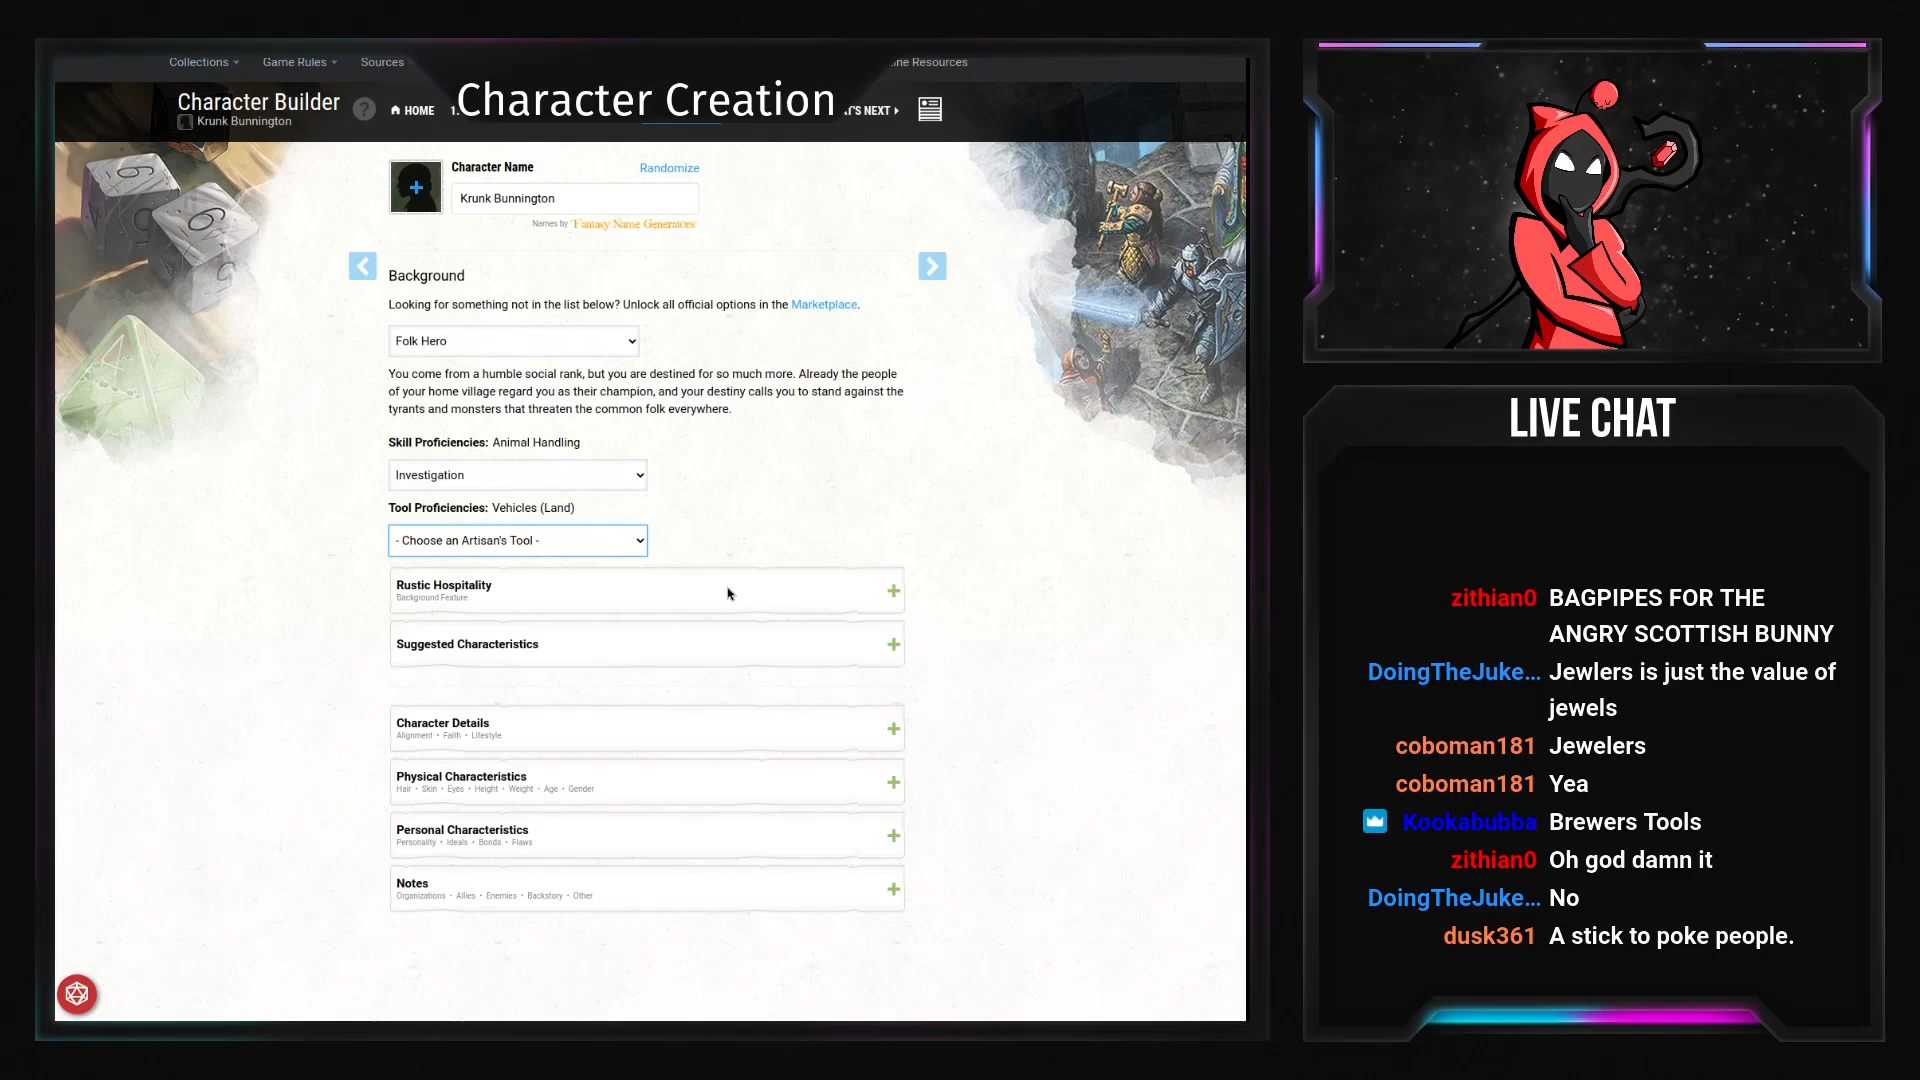 Collections Game Rules Sources ine Resources
Character Builder
Krunk Bunnington
?
HOME
1.
Character Creation
T'S NEXT
Character Name
Randomize
Krunk Bunnington
Names by Fantasy Name Generators
Background
Looking for something not in the list below? Unlock all official options in the Marketplace.
Folk Hero
You come from a humble social rank, but you are destined for so much more. Already the people
of your home village regard you as their champion, and your destiny calls you to stand against the
tyrants and monsters that threaten the common folk everywhere.
Skill Proficiencies: Animal Handling
Investigation
Tool Proficiencies: Vehicles (Land)
- Choose an Artisan's Tool -
Rustic Hospitality
Background Feature
Suggested Characteristics
Character Details
Alignment • Faith • Lifestyle
Physical Characteristics
Hair • Skin • Eyes • Height • Weight • Age • Gender
Personal Characteristics
Personality • Ideals • Bonds • Flaws
Notes
Organizations • Allies • Enemies • Backstory • Other
LIVE CHAT
zithian0 BAGPIPES FOR THE
ANGRY SCOTTISH BUNNY
DoingTheJuke... Jewlers is just the value of
jewels
coboman181 Jewelers
coboman181 Yea
Kookabubba Brewers Tools
zithian0 Oh god damn it
DoingTheJuke... No
dusk361 A stick to poke people.